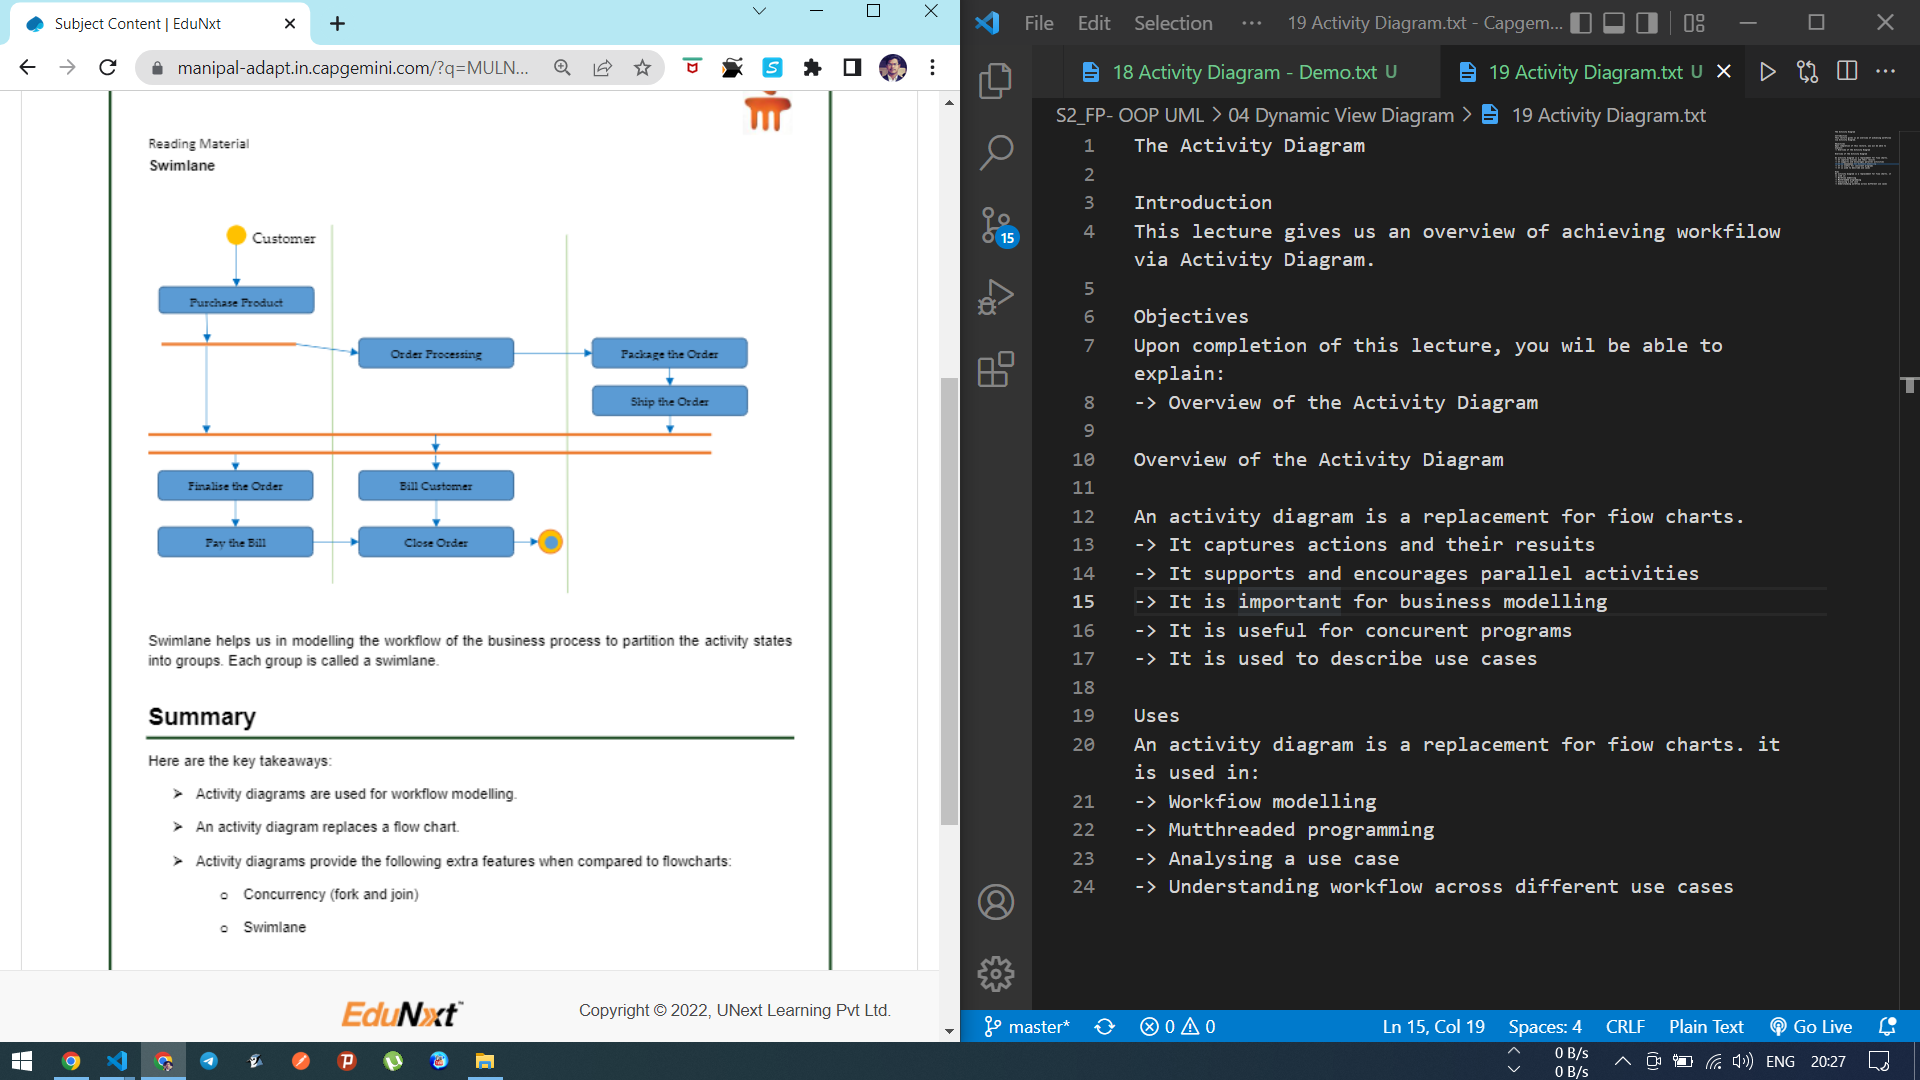 Subject Content | EduNxt
manipal-adapt.in.capgemini.com/?q=MULN...
Reading Material
Swimlane
Customer
Purchase Product
Order Processing
Package the Order
Ship the Order
Finalise the Order
Bill Customer
Pay the Bill
Close Order
Swimlane helps us in modelling the workflow of the business process to partition the activity states
into groups. Each group is called a swimlane.
Summary
Here are the key takeaways:
➤ Activity diagrams are used for workflow modelling.
➤ An activity diagram replaces a flow chart.
➤ Activity diagrams provide the following extra features when compared to flowcharts:
o Concurrency (fork and join)
o Swimlane
EduNxt™
Copyright © 2022, UNext Learning Pvt Ltd.
File Edit Selection ··· 19 Activity Diagram.txt - Capgem...
18 Activity Diagram - Demo.txt U
19 Activity Diagram.txt U
S2_FP- OOP UML > 04 Dynamic View Diagram > 19 Activity Diagram.txt
15
1 The Activity Diagram
2
3 Introduction
4 This lecture gives us an overview of achieving workfilow
via Activity Diagram.
5
6 Objectives
7 Upon completion of this lecture, you wil be able to
explain:
8 -> Overview of the Activity Diagram
9
10 Overview of the Activity Diagram
11
12 An activity diagram is a replacement for fiow charts.
13 -> It captures actions and their resuits
14 -> It supports and encourages parallel activities
15 -> It is important for business modelling
16 -> It is useful for concurent programs
17 -> It is used to describe use cases
18
19 Uses
20 An activity diagram is a replacement for fiow charts. it
is used in:
21 -> Workfiow modelling
22 -> Mutthreaded programming
23 -> Analysing a use case
24 -> Understanding workflow across different use cases
master* 0 0 Ln 15, Col 19 Spaces: 4 CRLF Plain Text Go Live
0 B/s
0 B/s
ENG 20:27